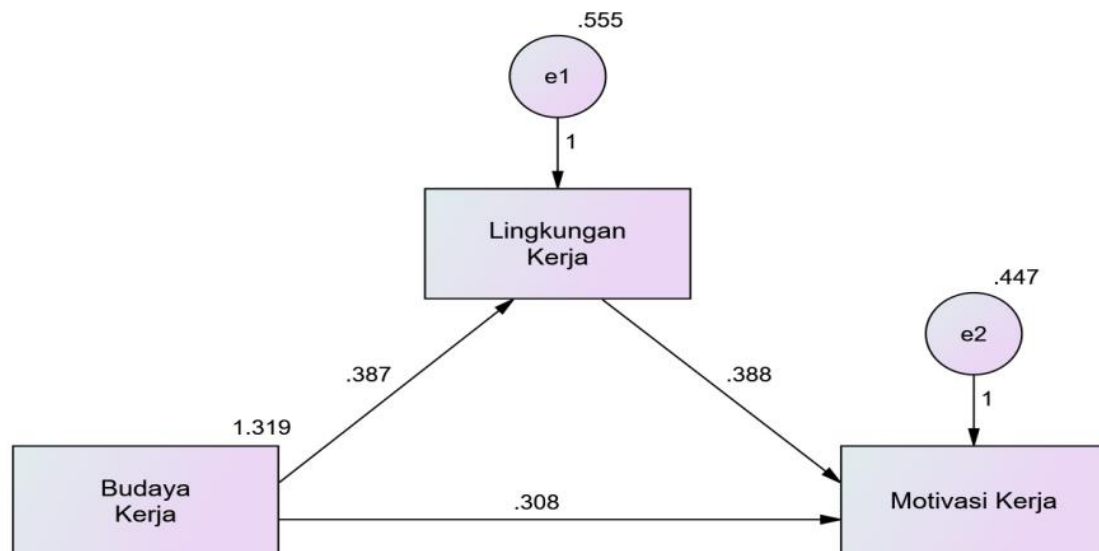 .555
e1
1
Lingkungan
Kerja
.447
e2
.387
.388
1
1.319
Budaya
Kerja
.308
Motivasi Kerja